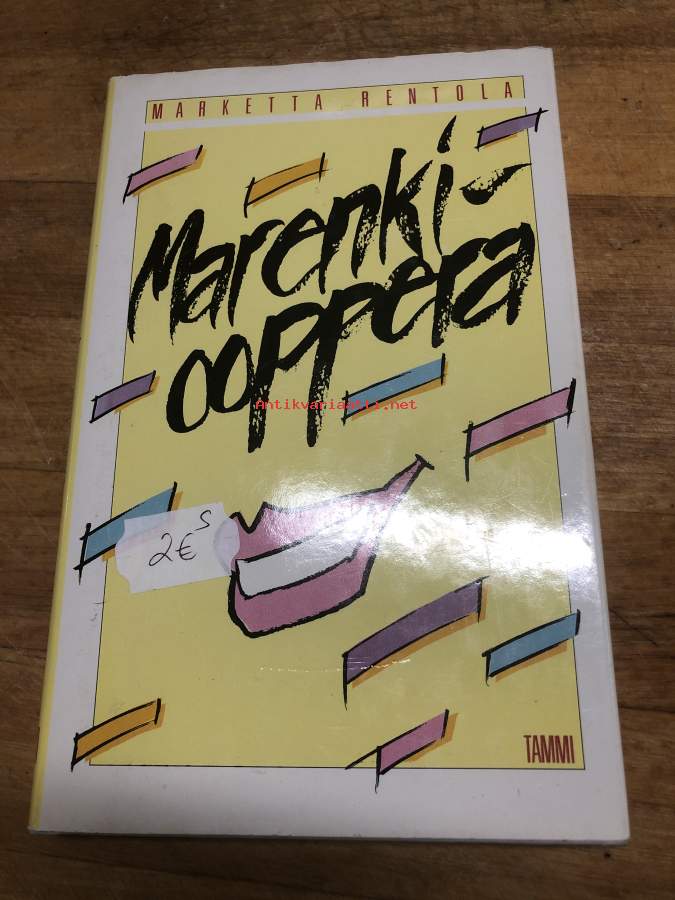 MARKETTA RENTOLA
Marenki-
ooppera
Antikvariaatti.net
2€ S
TAMMI